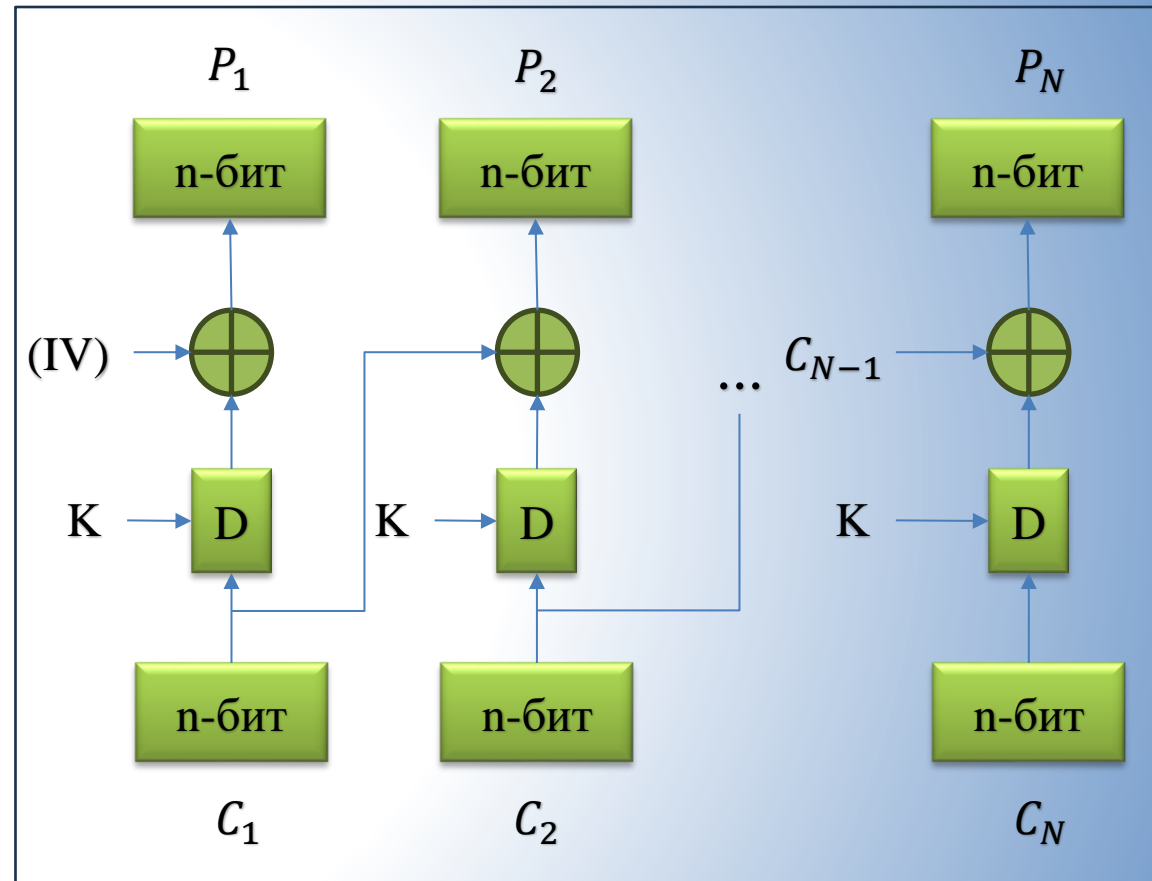 P₁ P₂ P_N
n-бит n-бит n-бит
(IV) ... C_{N−1}
K D K D K D
n-бит n-бит n-бит
C₁ C₂ C_N